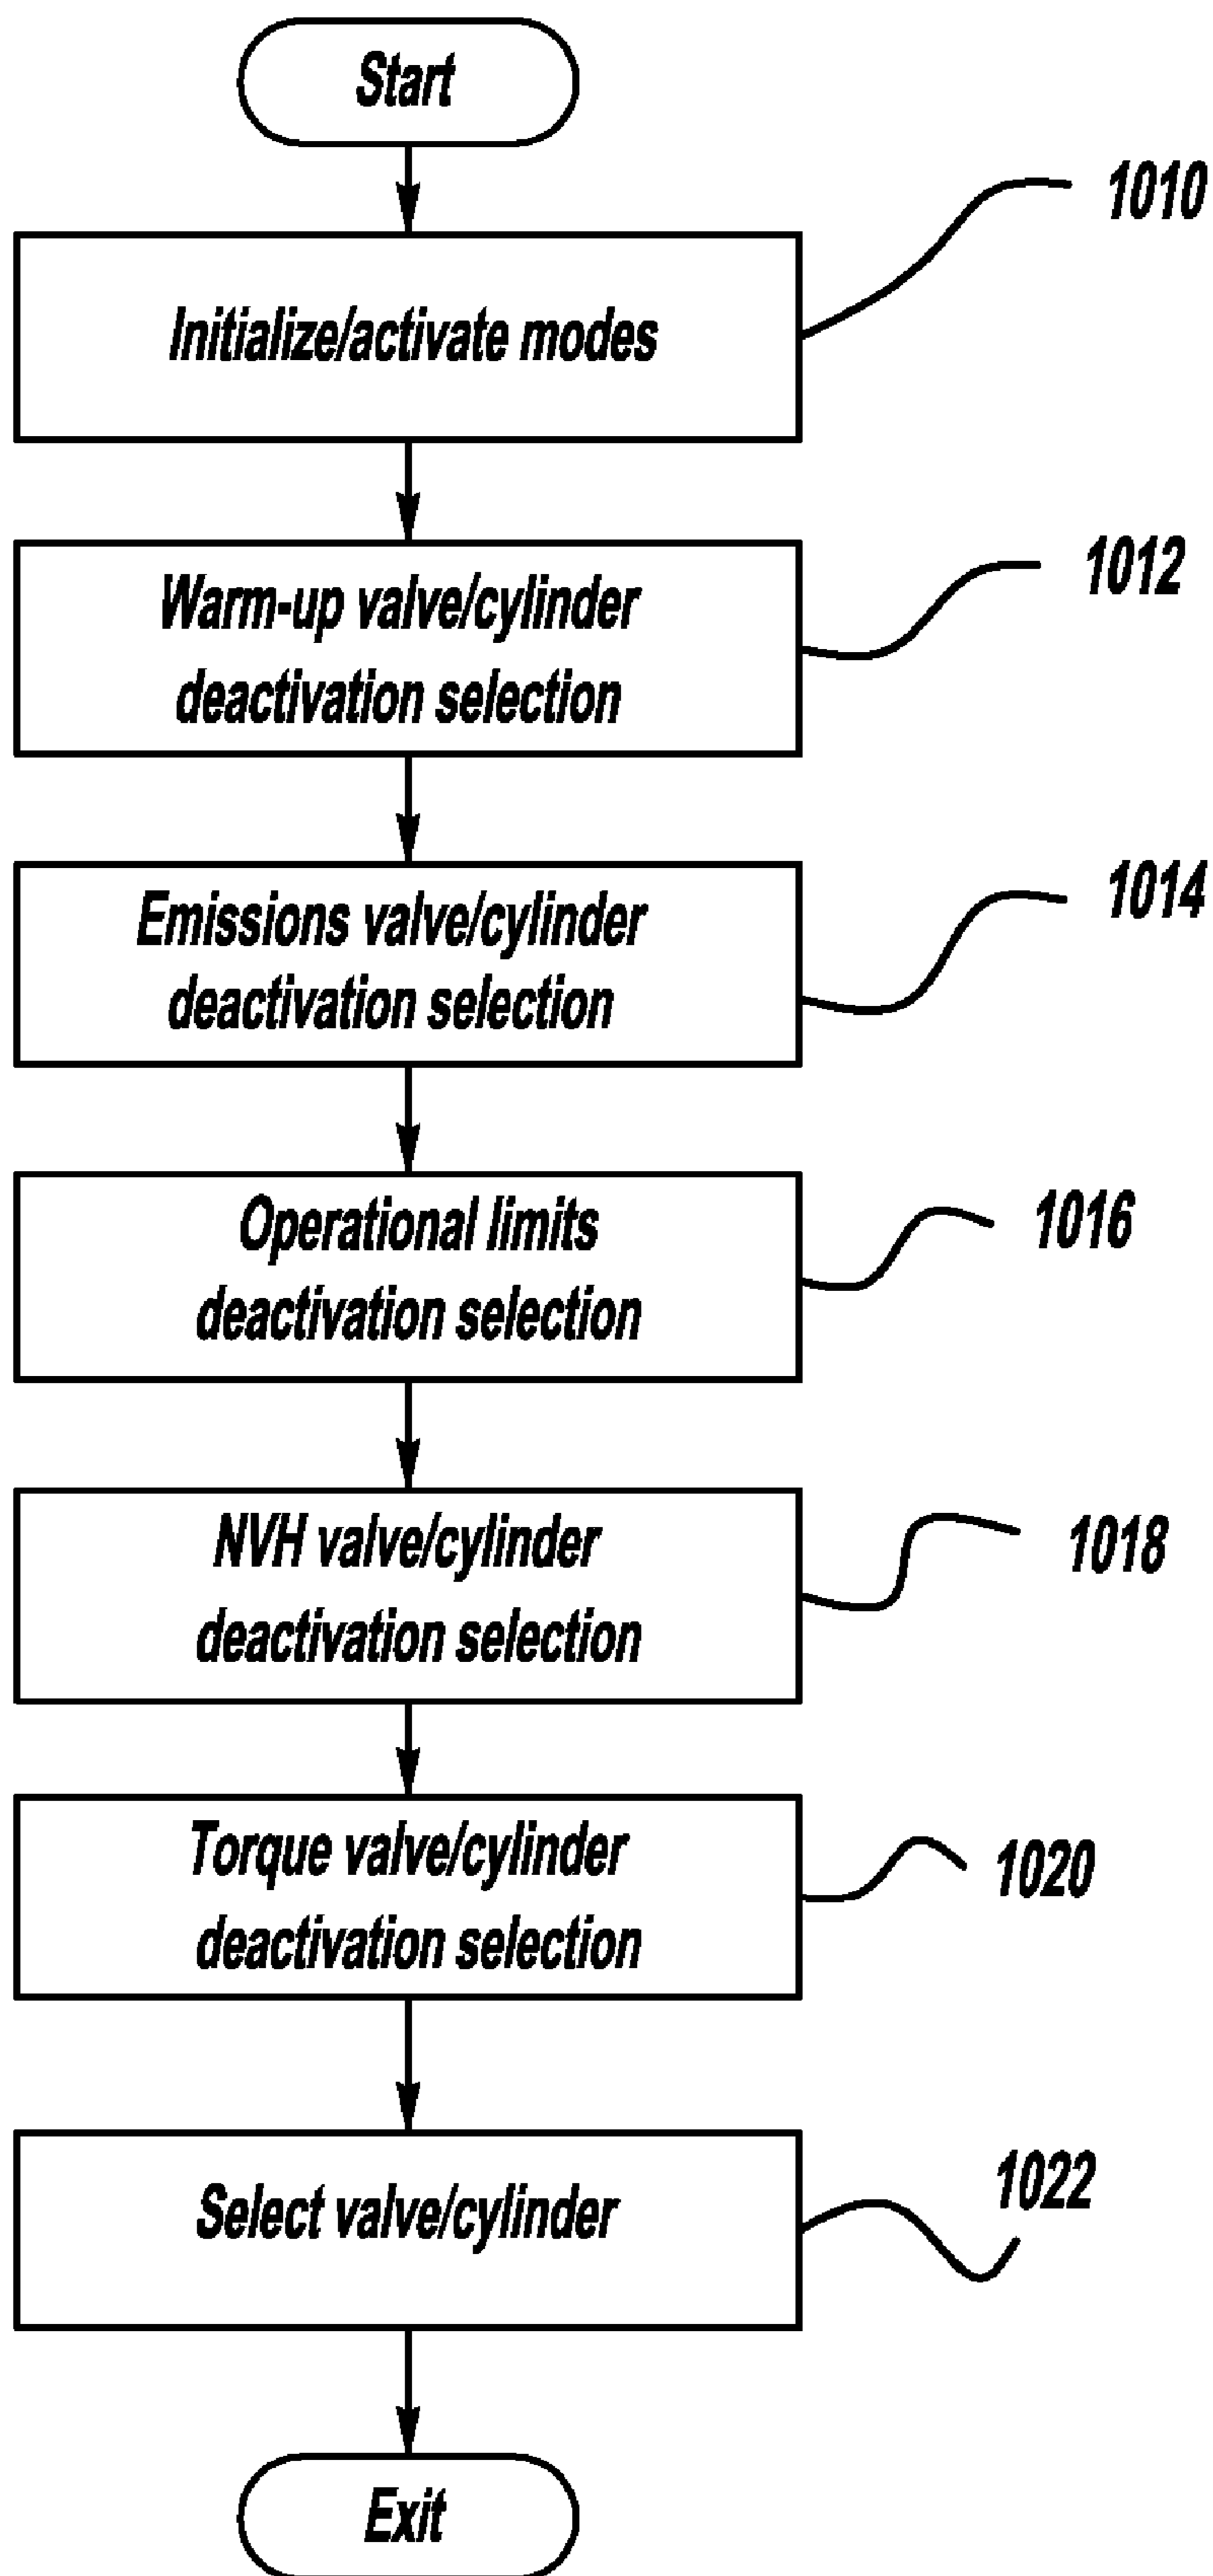 Start
1010
Initialize/activate modes
1012
Warm-up valve/cylinder
deactivation selection
1014
Emissions valve/cylinder
deactivation selection
1016
Operational limits
deactivation selection
1018
NVH valve/cylinder
deactivation selection
1020
Torque valve/cylinder
deactivation selection
1022
Select valve/cylinder
Exit